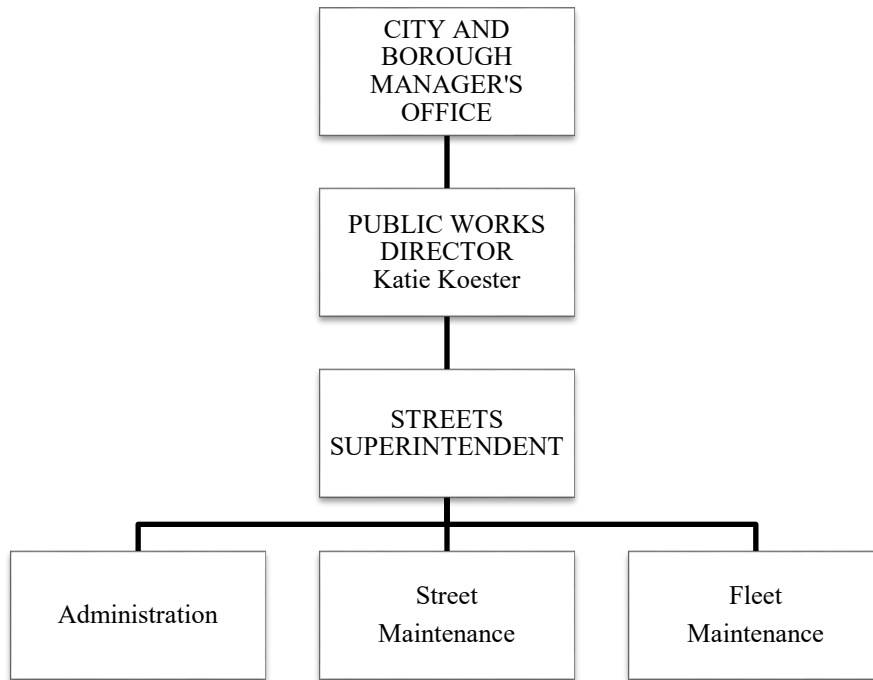 CITY AND
BOROUGH
MANAGER'S
OFFICE
PUBLIC WORKS
DIRECTOR
Katie Koester
STREETS
SUPERINTENDENT
Administration
Street
Maintenance
Fleet
Maintenance